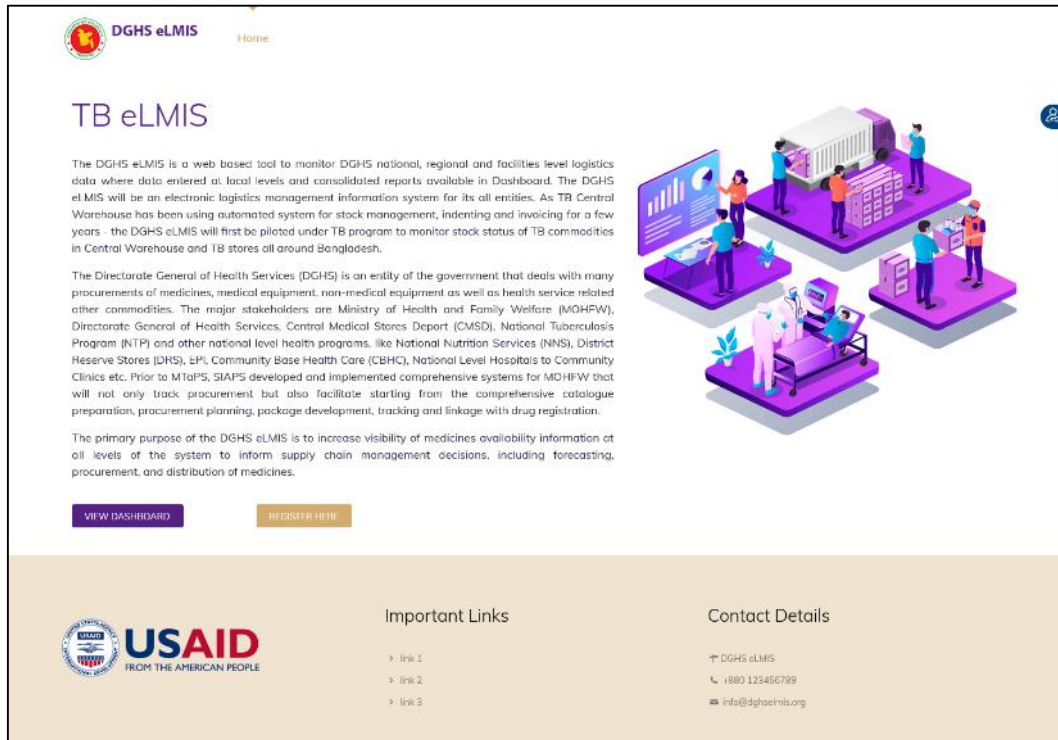 DGHS eLMIS
Home
TB eLMIS
The DGHS eLMIS is a web based tool to monitor DGHS national, regional and facilities level logistics
data where data entered at local levels and consolidated reports available in Dashboard. The DGHS
eLMIS will be an electronic logistics management information system for its all entities. As TB Central
Warehouse has been using automated system for stock management, indenting and invoicing for a few
years - the DGHS eLMIS will first be piloted under TB program to monitor stock status of TB commodities
in Central Warehouse and TB stores all around Bangladesh.
The Directorate General of Health Services (DGHS) is an entity of the government that deals with many
procurements of medicines, medical equipment, non-medical equipment as well as health service related
other commodities. The major stakeholders are Ministry of Health and Family Welfare (MOHFW),
Directorate General of Health Services, Central Medical Stores Deport (CMSD), National Tuberculosis
Program (NTP) and other national level health programs, like National Nutrition Services (NNS), District
Reserve Stores (DRS), EPI, Community Base Health Care (CBHC), National Level Hospitals to Community
Clinics etc. Prior to MTaPS, SIAPS developed and implemented comprehensive systems for MOHFW that
will not only track procurement but also facilitate starting from the comprehensive catalogue
preparation, procurement planning, package development, tracking and linkage with drug registration.
The primary purpose of the DGHS eLMIS is to increase visibility of medicines availability information at
all levels of the system to inform supply chain management decisions, including forecasting,
procurement, and distribution of medicines.
VIEW DASHBOARD
REGISTER HERE
USAID
USAID
FROM THE AMERICAN PEOPLE
Important Links
link 1
link 2
link 3
Contact Details
DGHS eLMIS
+880 123456789
info@dghselmis.org